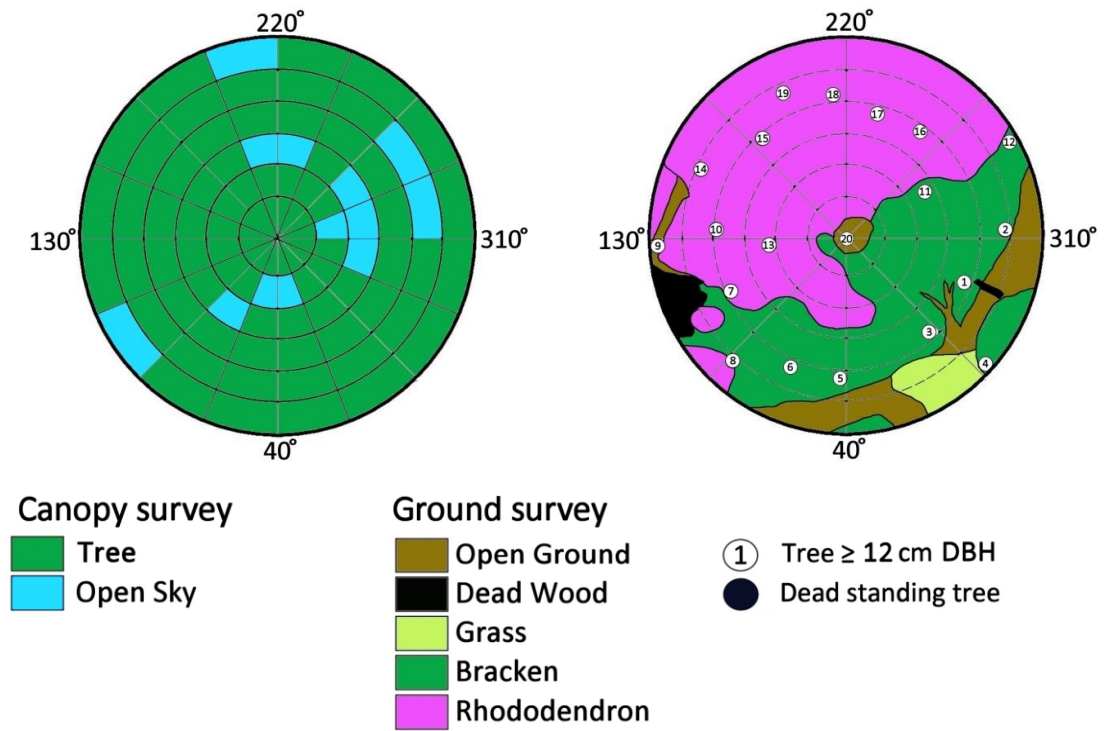 220° 220°
19 18
17
16
15 12
14
11
130° 310° 130° 9 10 13 20 2 310°
7 1
3
8 6 5 4
40° 40°
Canopy survey Ground survey
Tree Open Ground 1 Tree ≥ 12 cm DBH
Open Sky Dead Wood Dead standing tree
Grass
Bracken
Rhododendron